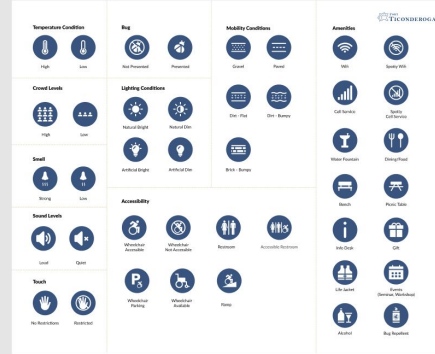 Fort
TICONDEROGA
Temperature Condition
High
Low
Crowd Levels
High
Low
Smell
Strong
Low
Sound Levels
Loud
Quiet
Touch
No Restrictions
Restricted
Bug
Not Presented
Presented
Lighting Conditions
Natural Bright
Natural Dim
Artificial Bright
Artificial Dim
Mobility Conditions
Gravel
Paved
Dirt - Flat
Dirt - Bumpy
Brick - Bumpy
Accessibility
Wheelchair
Accessible
Wheelchair
Not Accessible
Restroom
Accessible Restroom
P
Wheelchair
Parking
Wheelchair
Available
Ramp
Amenities
Wifi
Spotty Wifi
Cell Service
Spotty
Cell Service
Water Fountain
Dining/Food
Bench
Picnic Table
Info Desk
Gift
Life Jacket
Events
(Seminar, Workshop)
Alcohol
Bug Repellent